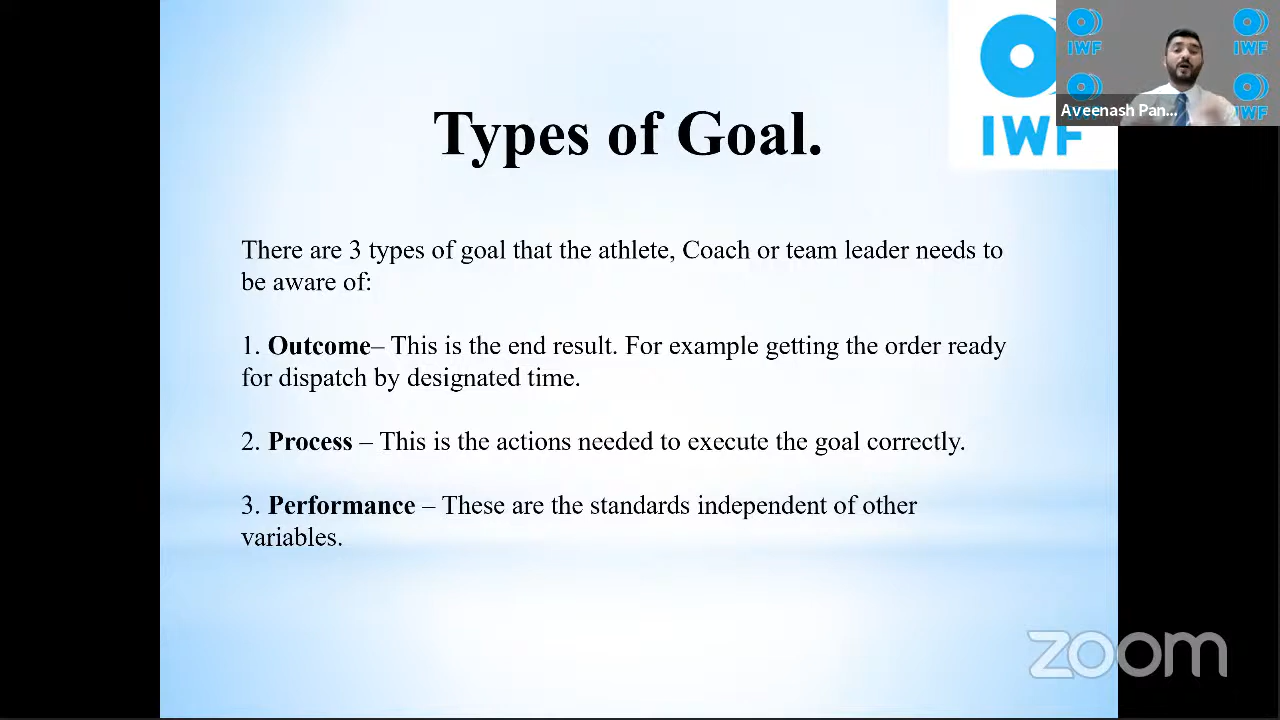 Types of Goal.
IWF
IWF
IWF
IWF
Aveenash Pan...
There are 3 types of goal that the athlete, Coach or team leader needs to
be aware of:
1. Outcome– This is the end result. For example getting the order ready
for dispatch by designated time.
2. Process – This is the actions needed to execute the goal correctly.
3. Performance – These are the standards independent of other
variables.
zoom